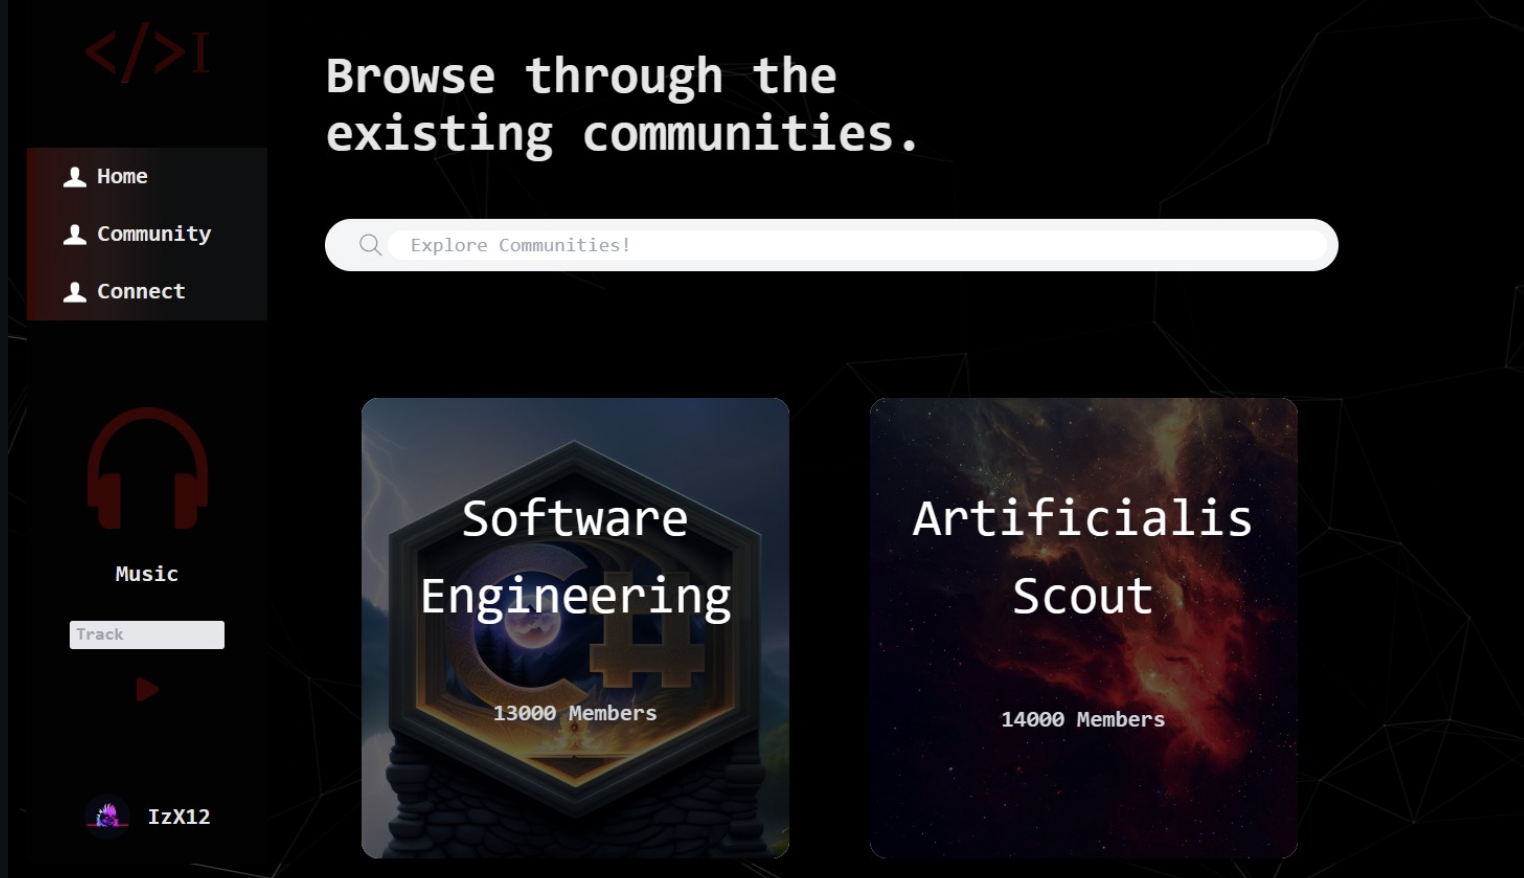 </>I
Home
Community
Connect
Music
Track
IzX12
Browse through the
existing communities.
Explore Communities!
Software
Engineering
C#
13000 Members
Artificialis
Scout
14000 Members